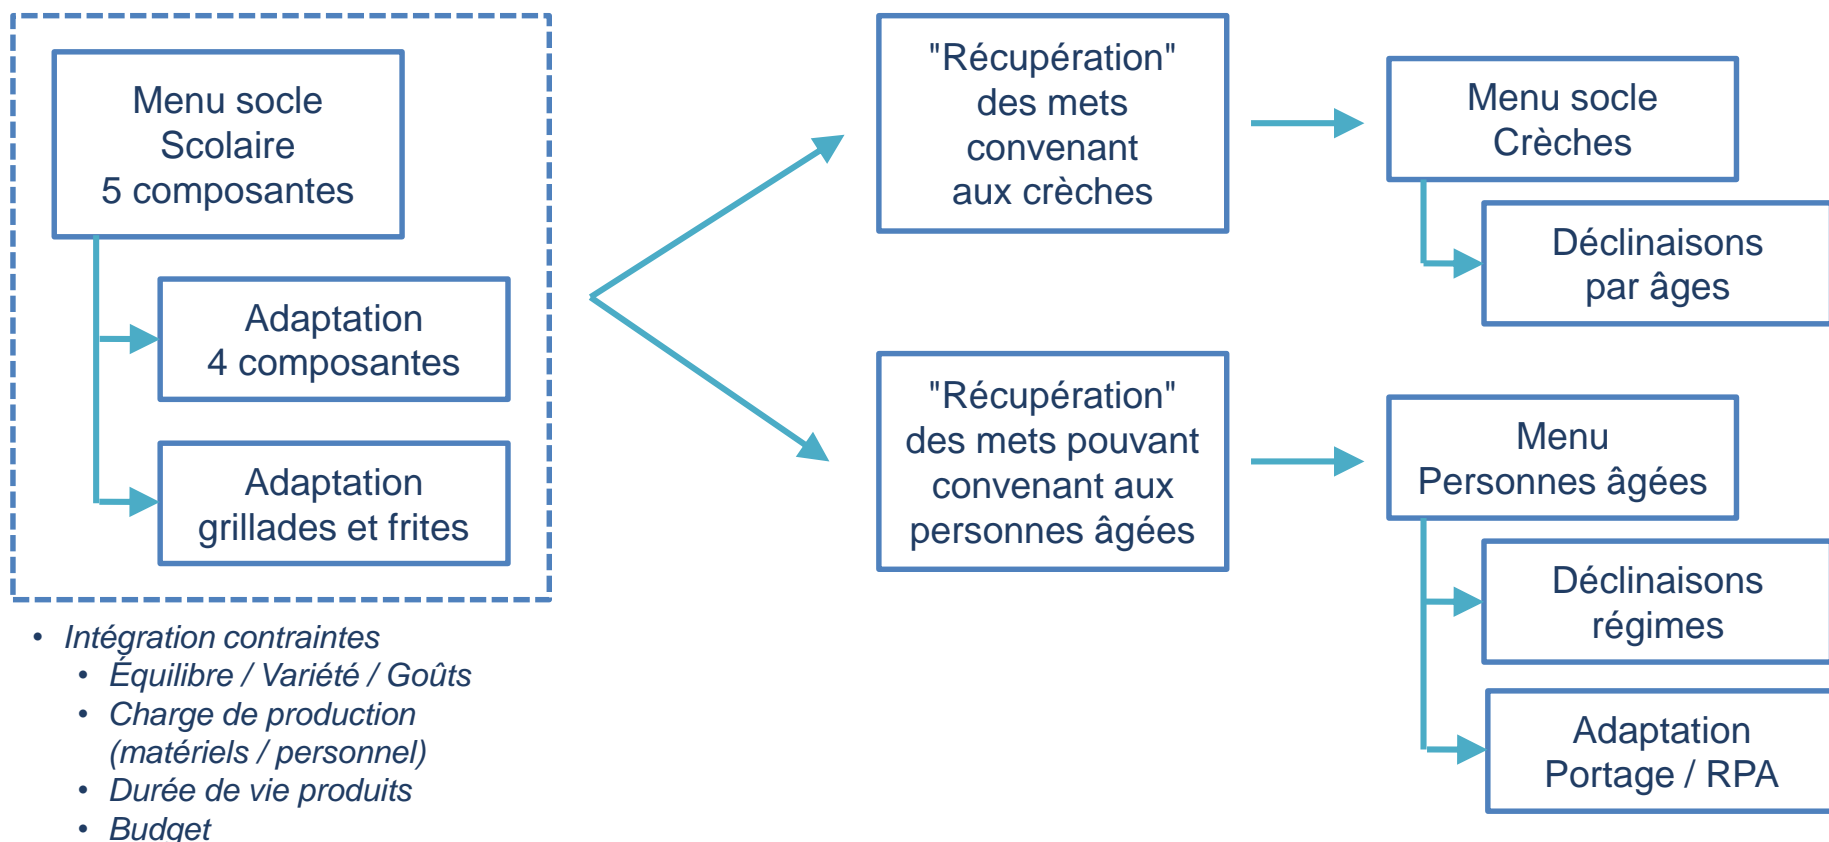 Menu socle
Scolaire
5 composantes
Adaptation
4 composantes
Adaptation
grillades et frites
• Intégration contraintes
• Équilibre / Variété / Goûts
• Charge de production
(matériels / personnel)
• Durée de vie produits
• Budget
"Récupération"
des mets
convenant
aux crèches
"Récupération"
des mets pouvant
convenant aux
personnes âgées
Menu socle
Crèches
Déclinaisons
par âges
Menu
Personnes âgées
Déclinaisons
régimes
Adaptation
Portage / RPA